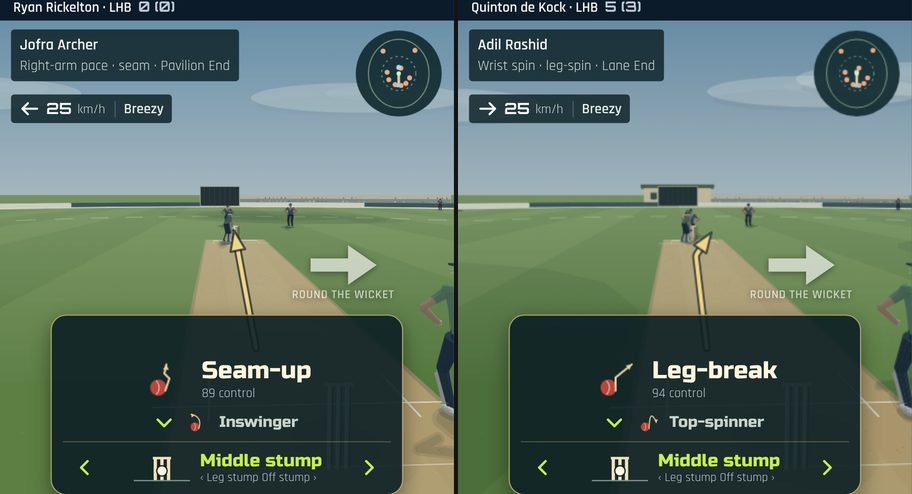 Ryan Rickelton · LHB 0 (0)
Jofra Archer
Right-arm pace · seam · Pavilion End
← 25 km/h | Breezy
ROUND THE WICKET
Seam-up
89 control
Inswinger
Middle stump
‹ Leg stump Off stump ›
Quinton de Kock · LHB 5 (3)
Adil Rashid
Wrist spin · leg-spin · Lane End
→ 25 km/h | Breezy
ROUND THE WICKET
Leg-break
94 control
Top-spinner
Middle stump
‹ Leg stump Off stump ›